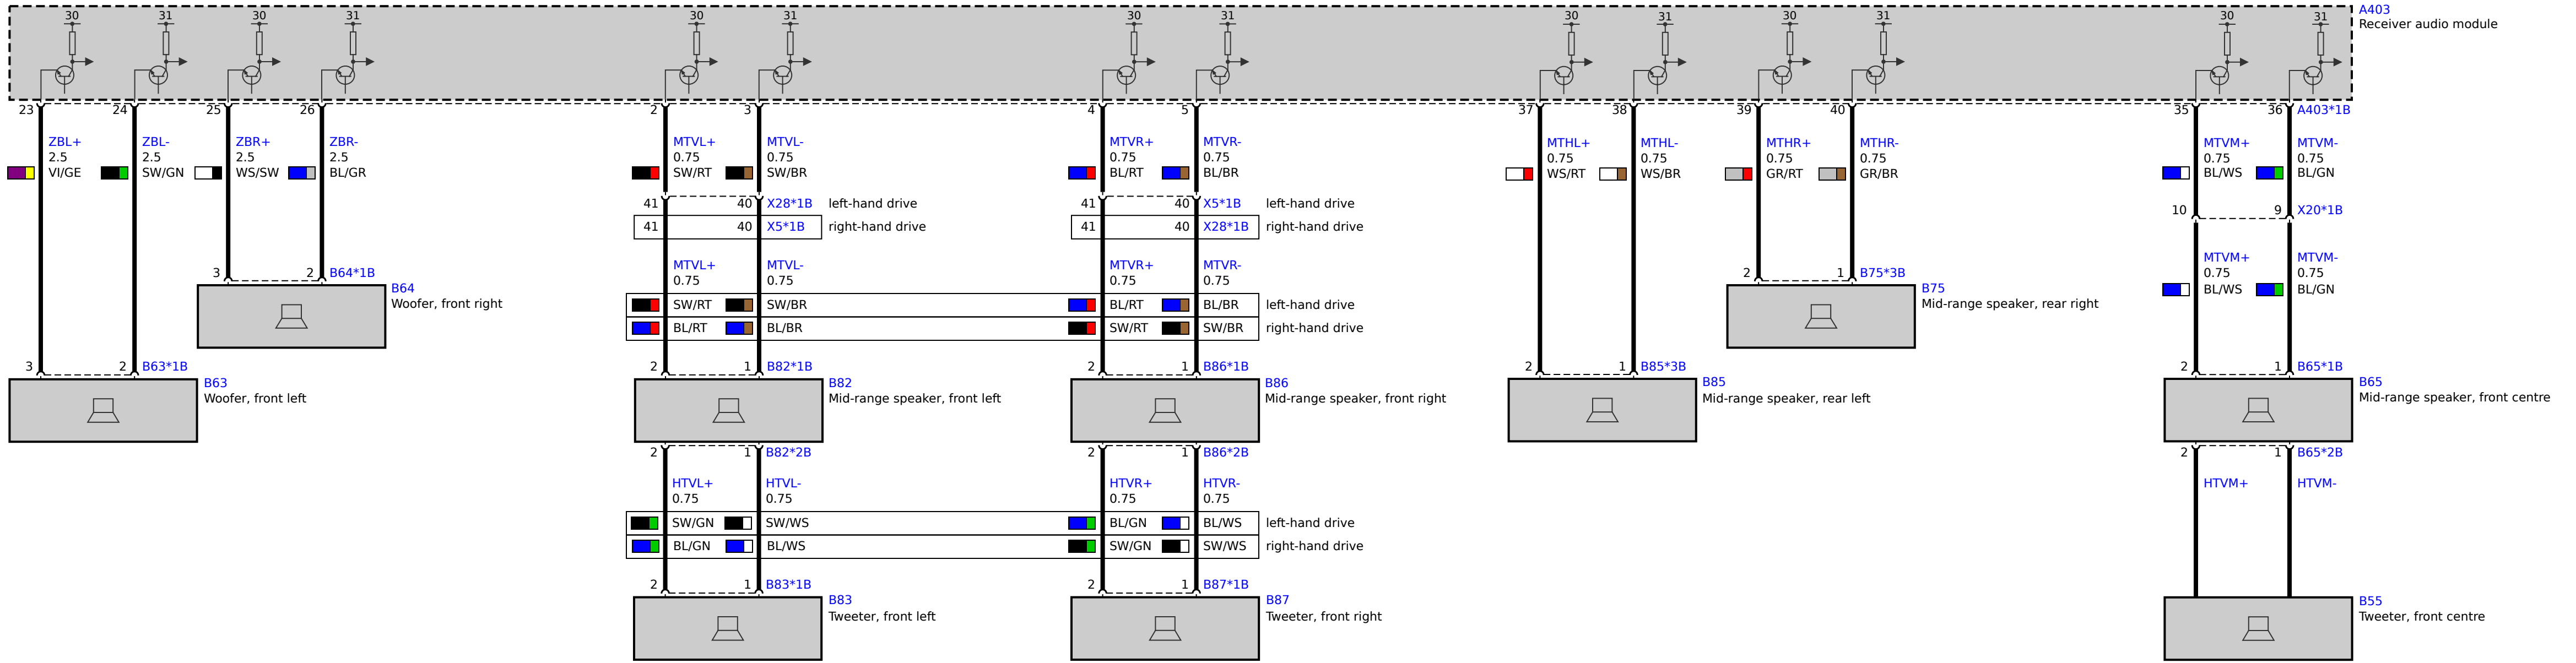 30 31 30 31 30 31 30 31 30 31 30 31 30 31
A403
Receiver audio module
23 24 25 26 2 3 4 5 37 38 39 40 35 36 A403*1B
ZBL+ ZBL- ZBR+ ZBR- MTVL+ MTVL- MTVR+ MTVR- MTHL+ MTHL- MTHR+ MTHR- MTVM+ MTVM-
2.5 2.5 2.5 2.5 0.75 0.75 0.75 0.75 0.75 0.75 0.75 0.75 0.75 0.75
VI/GE SW/GN WS/SW BL/GR SW/RT SW/BR BL/RT BL/BR WS/RT WS/BR GR/RT GR/BR BL/WS BL/GN
41 40 X28*1B left-hand drive 41 40 X5*1B left-hand drive
10 9 X20*1B
41 40 X5*1B right-hand drive 41 40 X28*1B right-hand drive
MTVM+ MTVM-
0.75 0.75
BL/WS BL/GN
MTVL+ MTVL- MTVR+ MTVR-
0.75 0.75 0.75 0.75
3 2 B64*1B
2 1 B75*3B
B64
Woofer, front right
B75
Mid-range speaker, rear right
SW/RT SW/BR BL/RT BL/BR left-hand drive
BL/RT BL/BR SW/RT SW/BR right-hand drive
3 2 B63*1B 2 1 B82*1B 2 1 B86*1B 2 1 B85*3B 2 1 B65*1B
B63
Woofer, front left
B82
Mid-range speaker, front left
B86
Mid-range speaker, front right
B85
Mid-range speaker, rear left
B65
Mid-range speaker, front centre
2 1 B82*2B 2 1 B86*2B 2 1 B65*2B
HTVL+ HTVL- HTVR+ HTVR- HTVM+ HTVM-
0.75 0.75 0.75 0.75
SW/GN SW/WS BL/GN BL/WS left-hand drive
BL/GN BL/WS SW/GN SW/WS right-hand drive
2 1 B83*1B 2 1 B87*1B
B83
Tweeter, front left
B87
Tweeter, front right
B55
Tweeter, front centre